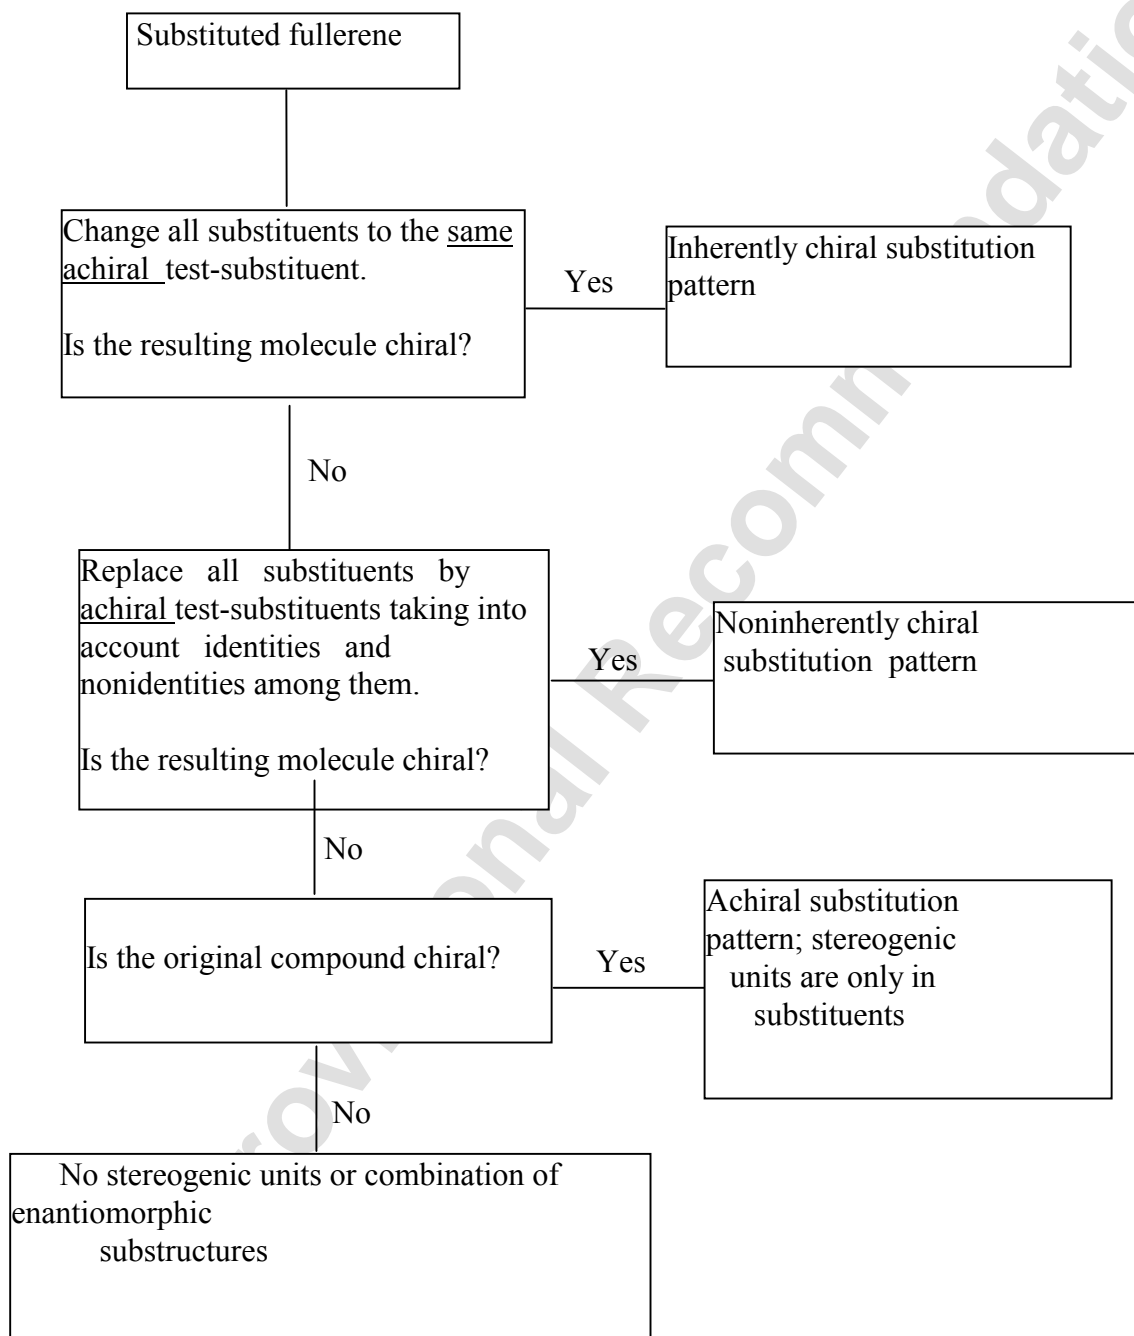 Substituted fullerene
Change all substituents to the same
achiral test-substituent.
Is the resulting molecule chiral?
Yes
Inherently chiral substitution
pattern
No
Replace all substituents by
achiral test-substituents taking into
account identities and
nonidentities among them.
Is the resulting molecule chiral?
Yes
Noninherently chiral
substitution pattern
No
Is the original compound chiral?
Yes
Achiral substitution
pattern; stereogenic
units are only in
substituents
No
No stereogenic units or combination of
enantiomorphic
substructures